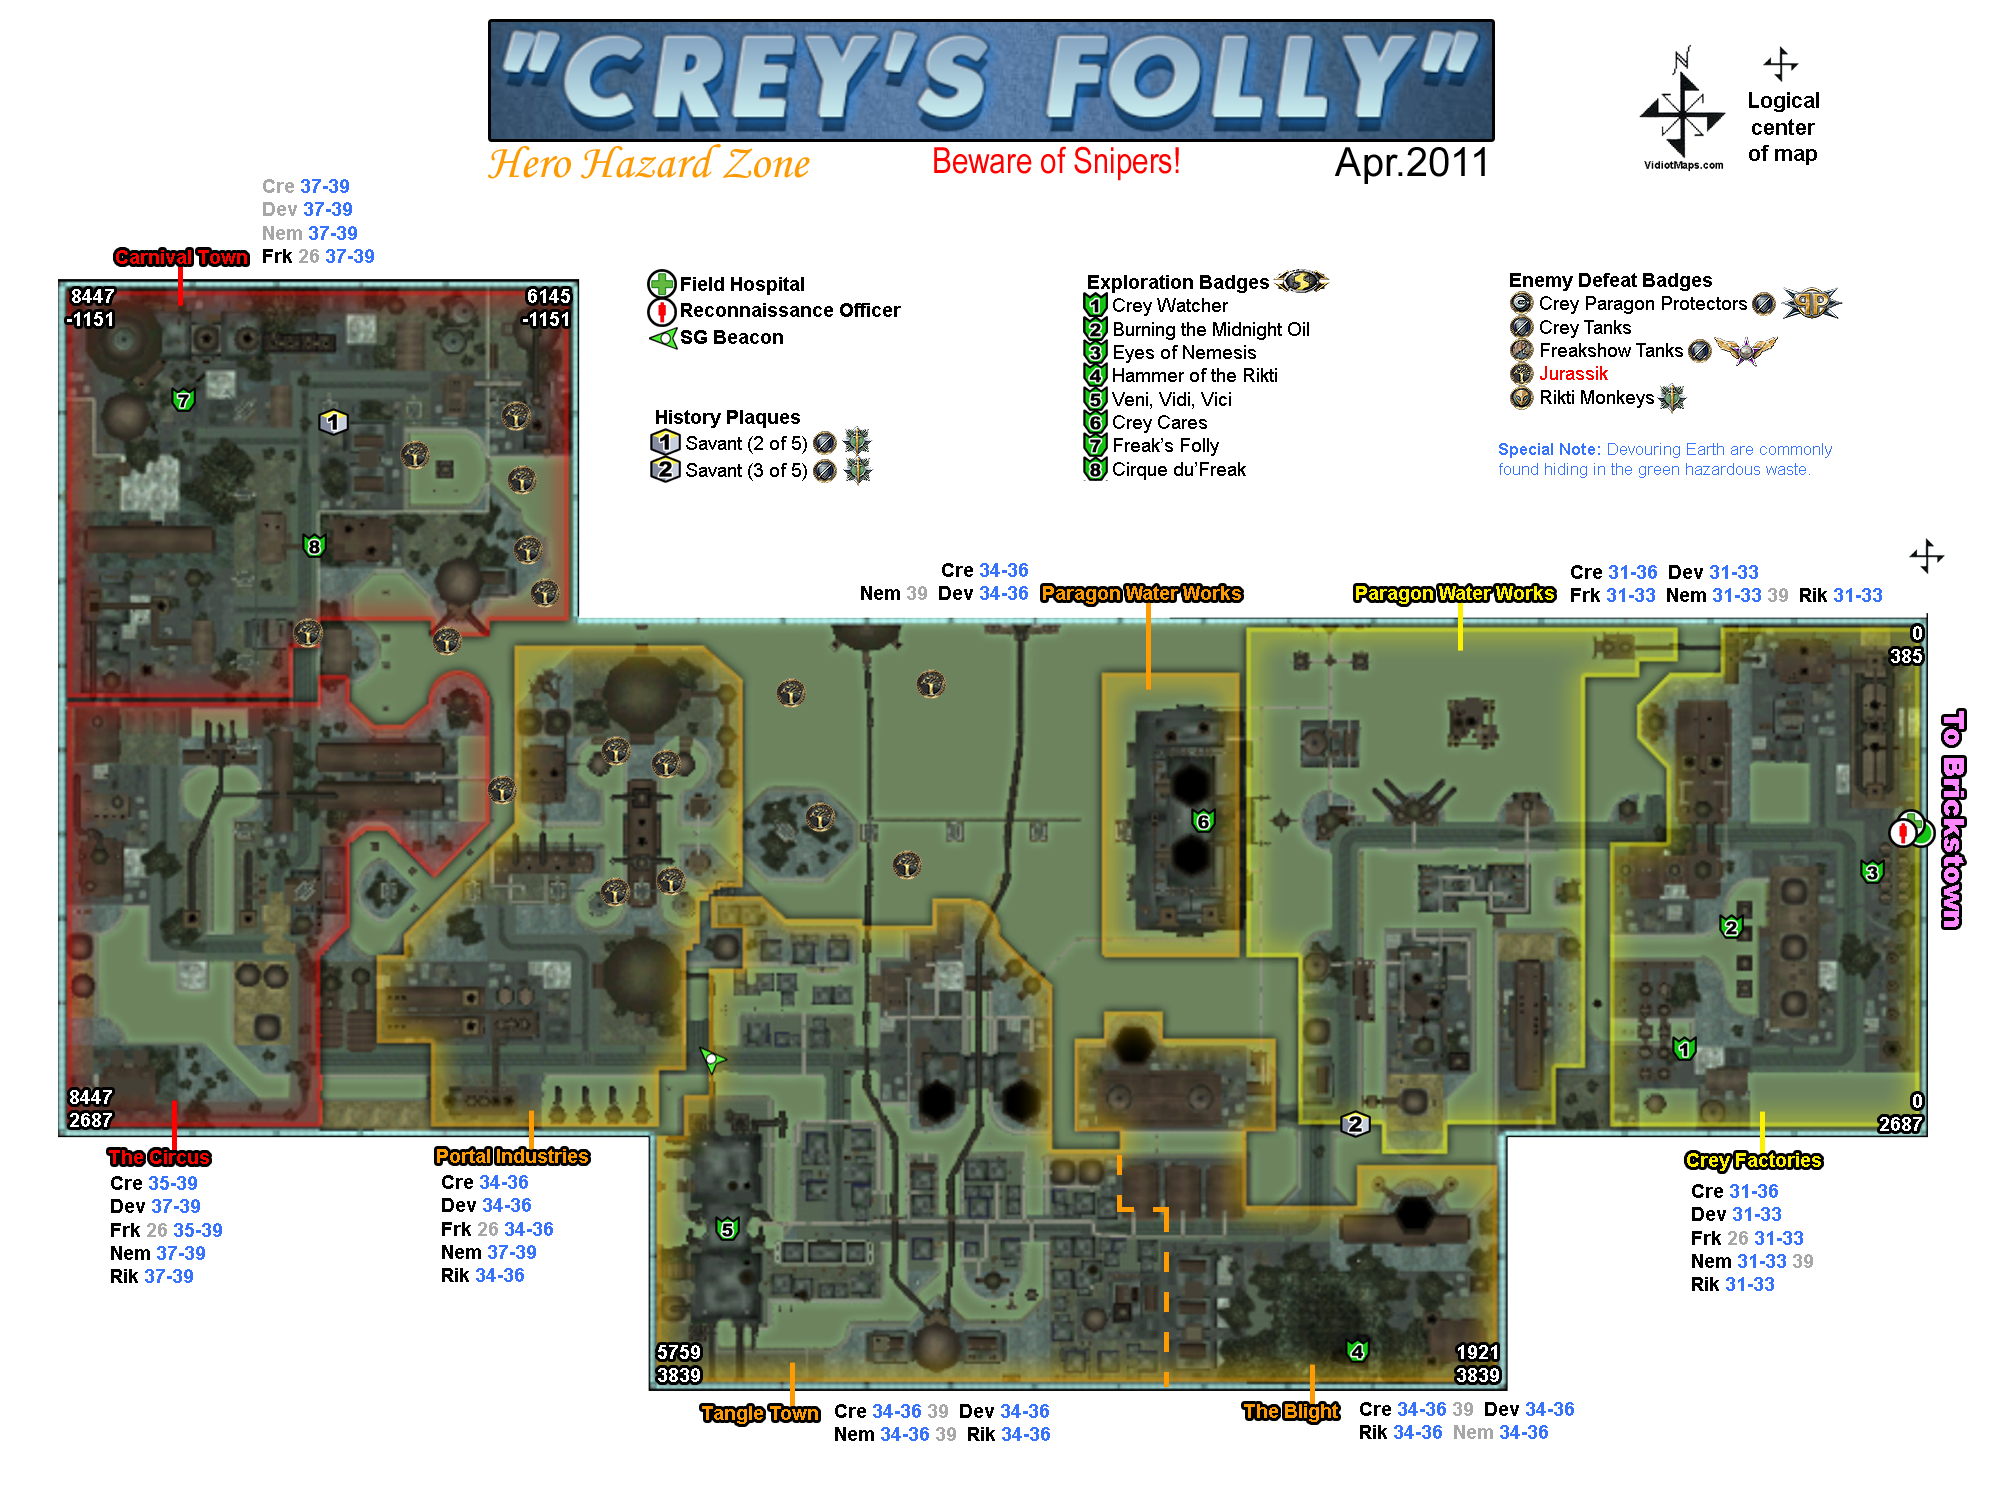 "CREY'S FOLLY"
Hero Hazard Zone
Beware of Snipers!
Apr.2011
N
VidiotMaps.com
Logical
center
of map
Cre 37-39
Dev 37-39
Nem 37-39
Frk 26 37-39
Carnival Town
Field Hospital
Reconnaissance Officer
SG Beacon
History Plaques
1 Savant (2 of 5)
2 Savant (3 of 5)
Exploration Badges
1 Crey Watcher
2 Burning the Midnight Oil
3 Eyes of Nemesis
4 Hammer of the Rikti
5 Veni, Vidi, Vici
6 Crey Cares
7 Freak's Folly
8 Cirque du'Freak
Enemy Defeat Badges
Crey Paragon Protectors
Crey Tanks
Freakshow Tanks
Jurassik
Rikti Monkeys
Special Note: Devouring Earth are commonly
found hiding in the green hazardous waste.
8447
-1151
6145
-1151
7
1
8
Cre 34-36
Nem 39 Dev 34-36
Paragon Water Works
Paragon Water Works
Cre 31-36 Dev 31-33
Frk 31-33 Nem 31-33 39 Rik 31-33
0
385
To Brickstown
6
3
2
1
2
5
4
8447
2687
0
2687
5759
3839
1921
3839
The Circus
Cre 35-39
Dev 37-39
Frk 26 35-39
Nem 37-39
Rik 37-39
Portal Industries
Cre 34-36
Dev 34-36
Frk 26 34-36
Nem 37-39
Rik 34-36
Crey Factories
Cre 31-36
Dev 31-33
Frk 26 31-33
Nem 31-33 39
Rik 31-33
Tangle Town
Cre 34-36 39 Dev 34-36
Nem 34-36 39 Rik 34-36
The Blight
Cre 34-36 39 Dev 34-36
Rik 34-36 Nem 34-36